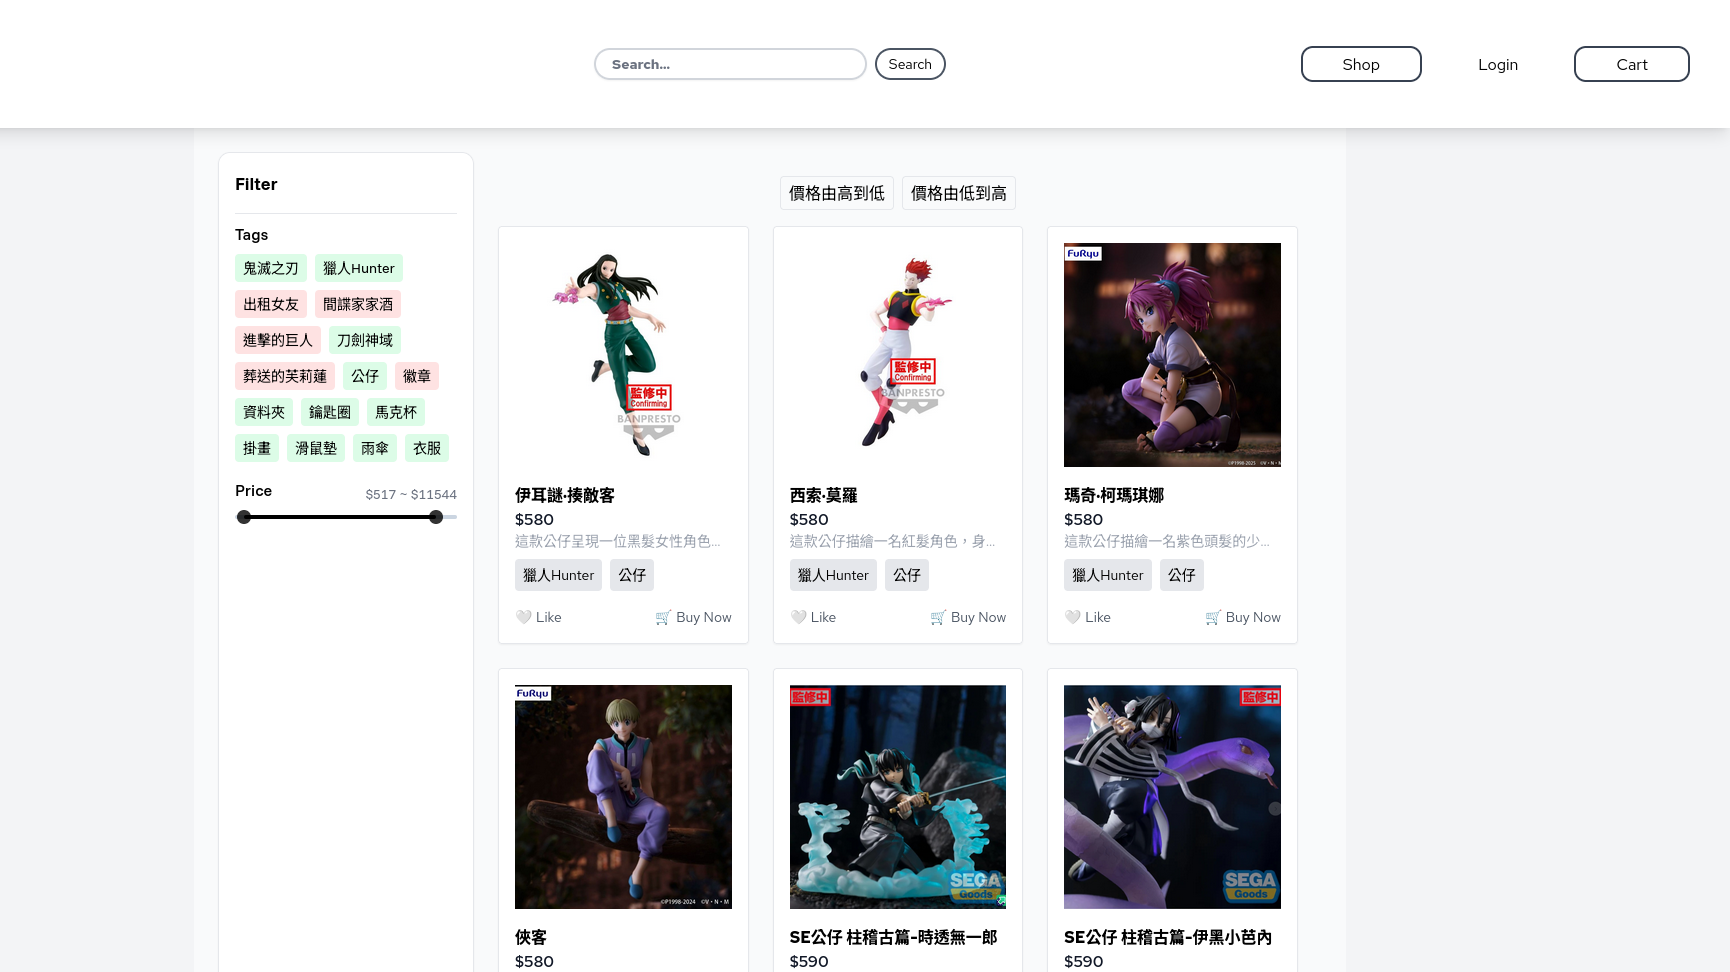 Search...
Search
Shop
Login
Cart
Filter
Tags
鬼滅之刃 獵人Hunter
出租女友 間諜家家酒
進擊的巨人 刀劍神域
葬送的芙莉蓮 公仔 徽章
資料夾 鑰匙圈 馬克杯
掛畫 滑鼠墊 雨傘 衣服
Price $517 ~ $11544
價格由高到低 價格由低到高
監修中
Confirming
BANPRESTO
伊耳謎·揍敵客
$580
這款公仔呈現一位黑髮女性角色...
獵人Hunter 公仔
🤍 Like 🛒 Buy Now
監修中
Confirming
BANPRESTO
西索·莫羅
$580
這款公仔描繪一名紅髮角色，身...
獵人Hunter 公仔
🤍 Like 🛒 Buy Now
FuRyu
瑪奇·柯瑪琪娜
$580
這款公仔描繪一名紫色頭髮的少...
獵人Hunter 公仔
🤍 Like 🛒 Buy Now
FuRyu
©P1998-2024 ©V・N・M
俠客
$580
監修中
SEGA
Goods
SE公仔 柱稽古篇-時透無一郎
$590
監修中
SEGA
Goods
SE公仔 柱稽古篇-伊黑小芭內
$590